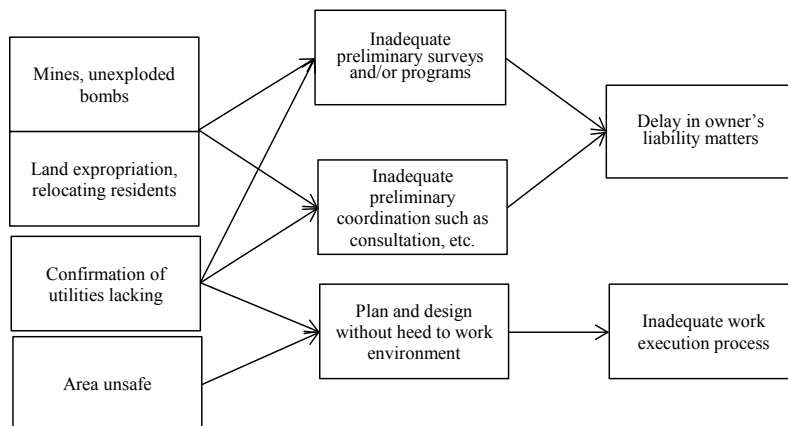 Mines, unexploded
bombs
Land expropriation,
relocating residents
Confirmation of
utilities lacking
Area unsafe
Inadequate
preliminary surveys
and/or programs
Inadequate
preliminary
coordination such as
consultation, etc.
Plan and design
without heed to work
environment
Delay in owner’s
liability matters
Inadequate work
execution process